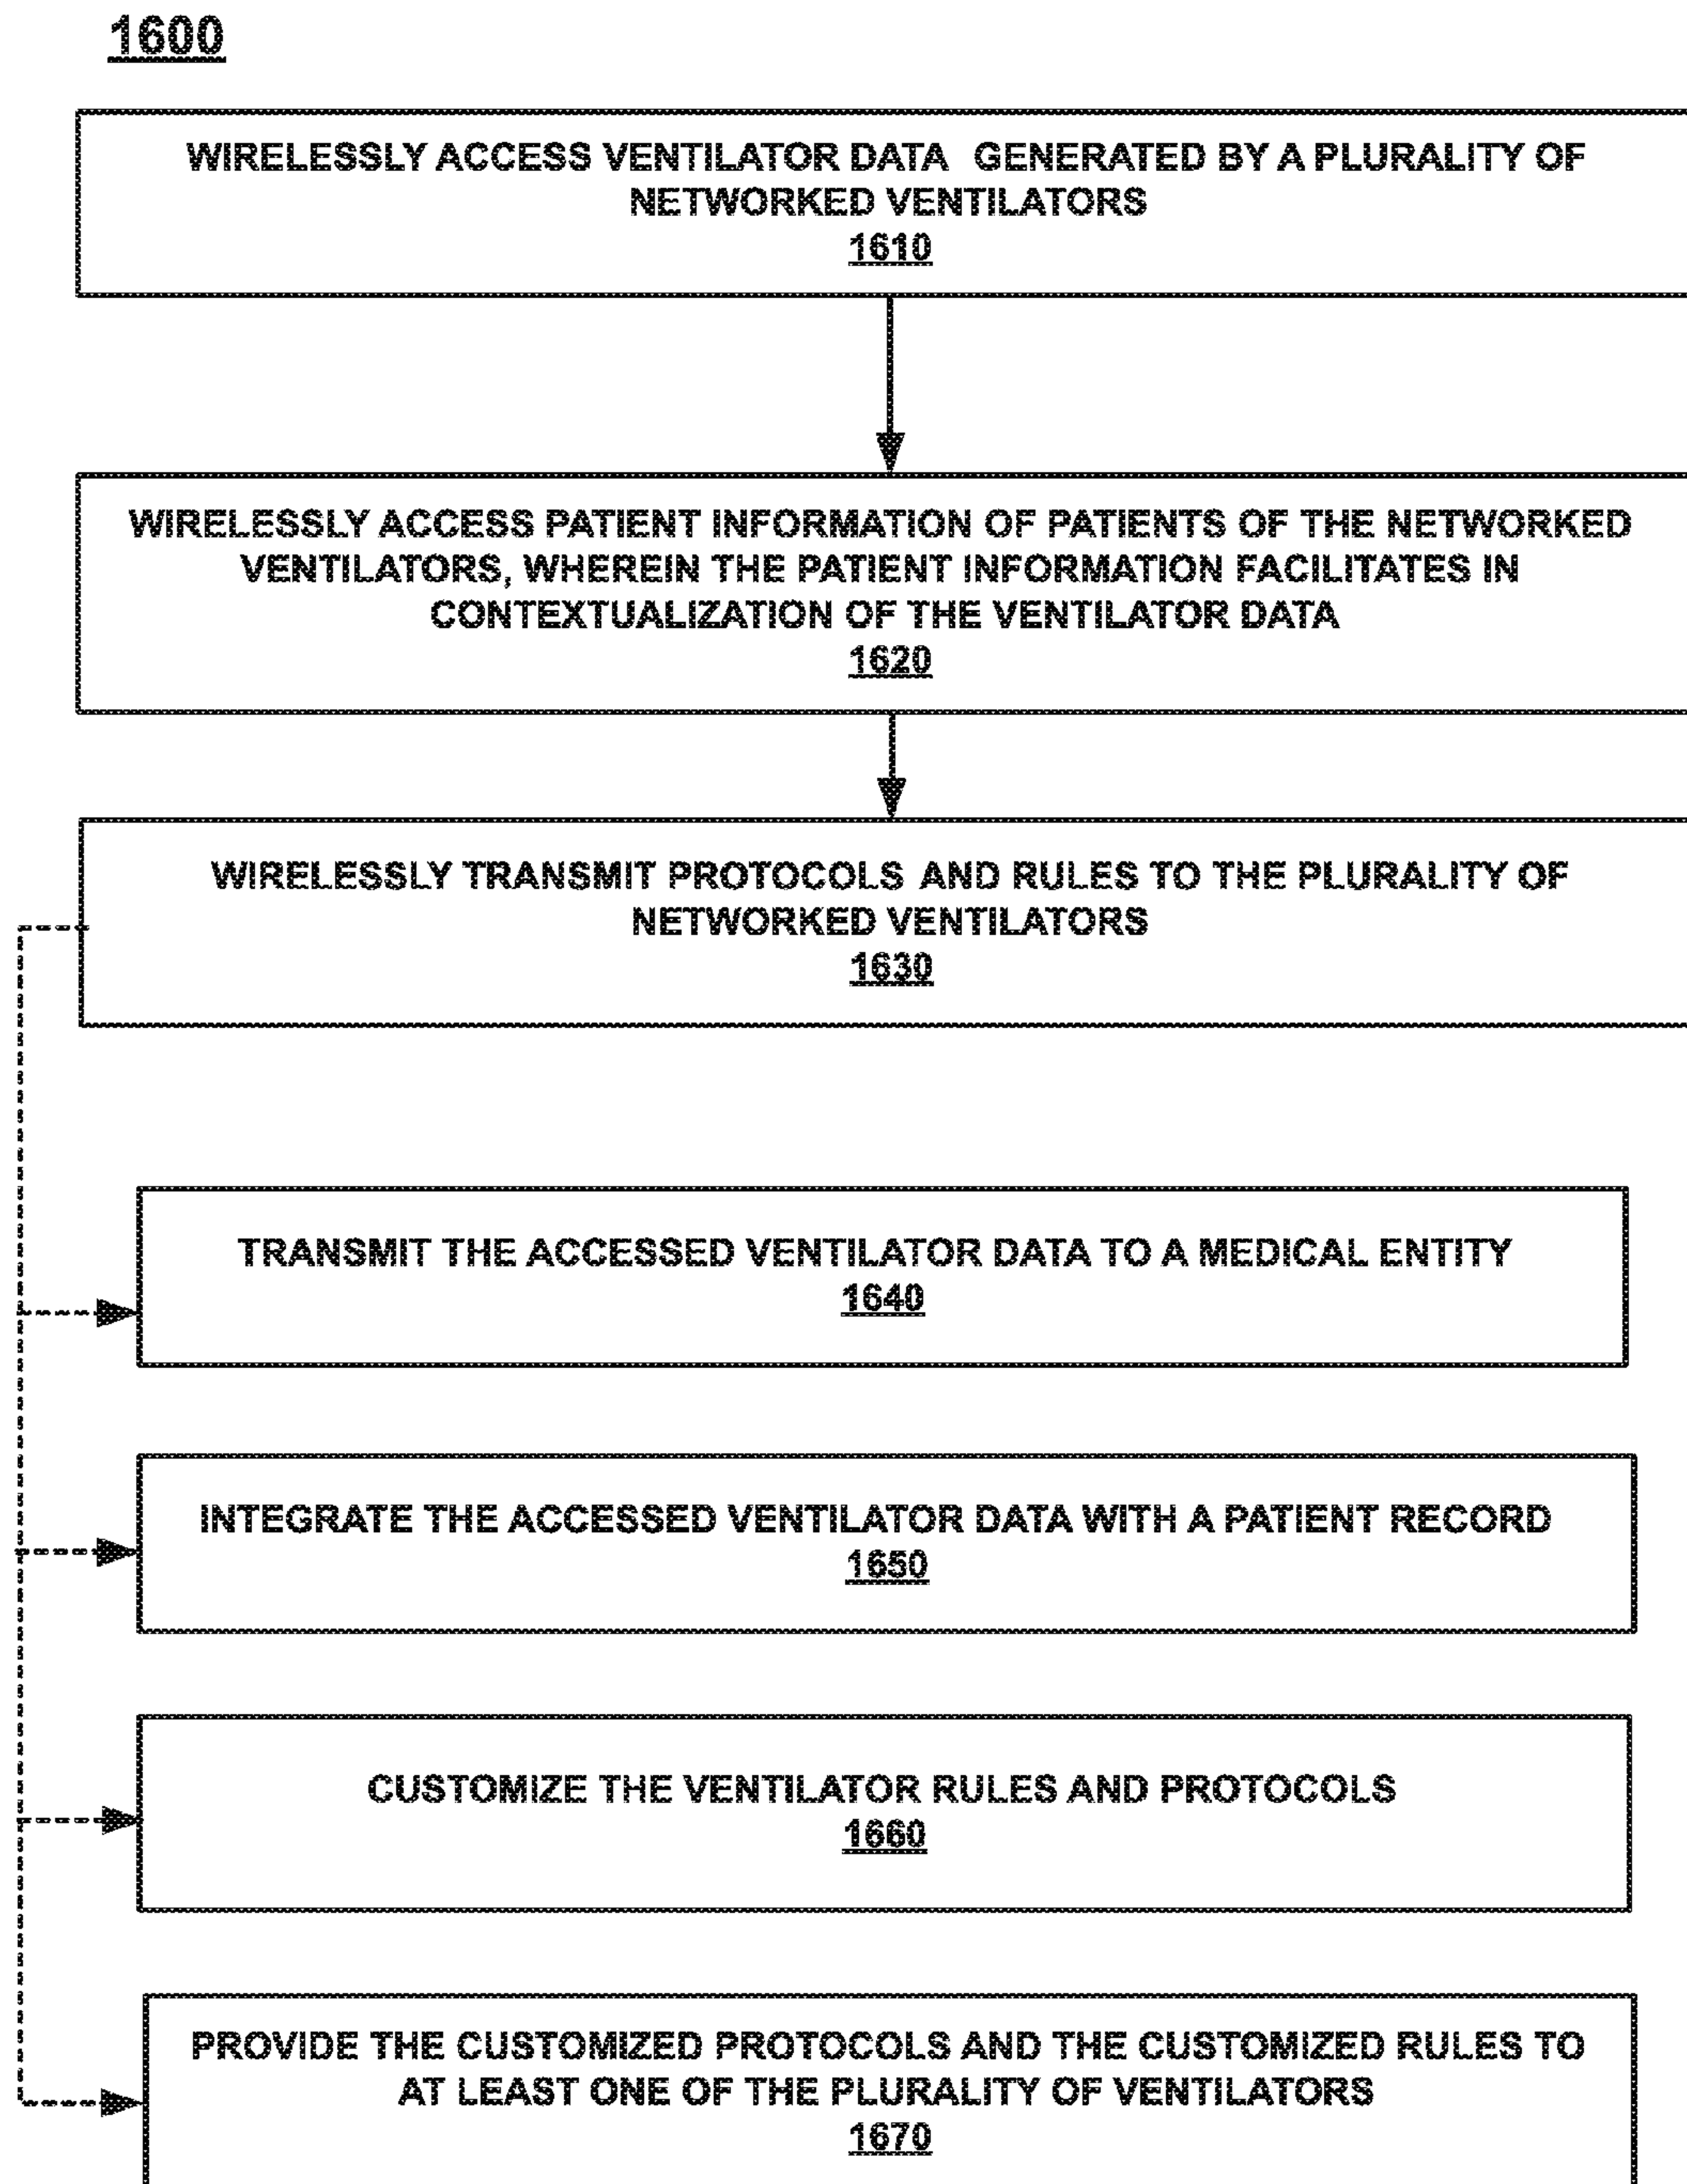 1600
WIRELESSLY ACCESS VENTILATOR DATA GENERATED BY A PLURALITY OF
NETWORKED VENTILATORS
1610
WIRELESSLY ACCESS PATIENT INFORMATION OF PATIENTS OF THE NETWORKED
VENTILATORS, WHEREIN THE PATIENT INFORMATION FACILITATES IN
CONTEXTUALIZATION OF THE VENTILATOR DATA
1620
WIRELESSLY TRANSMIT PROTOCOLS AND RULES TO THE PLURALITY OF
NETWORKED VENTILATORS
1630
TRANSMIT THE ACCESSED VENTILATOR DATA TO A MEDICAL ENTITY
1640
INTEGRATE THE ACCESSED VENTILATOR DATA WITH A PATIENT RECORD
1650
CUSTOMIZE THE VENTILATOR RULES AND PROTOCOLS
1660
PROVIDE THE CUSTOMIZED PROTOCOLS AND THE CUSTOMIZED RULES TO
AT LEAST ONE OF THE PLURALITY OF VENTILATORS
1670